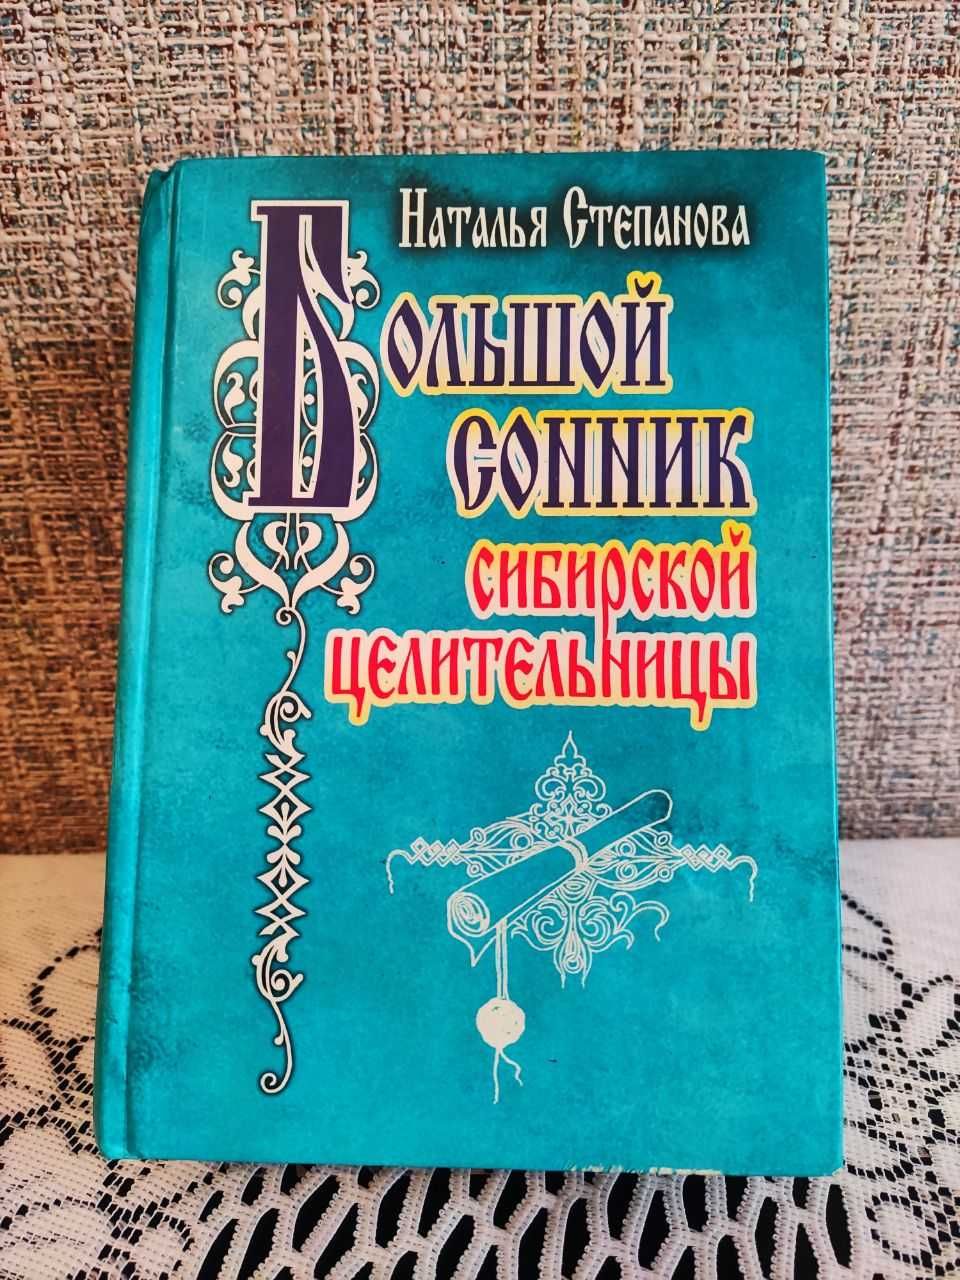 Наталья Степанова
Большой
сонник
сибирской
целительницы